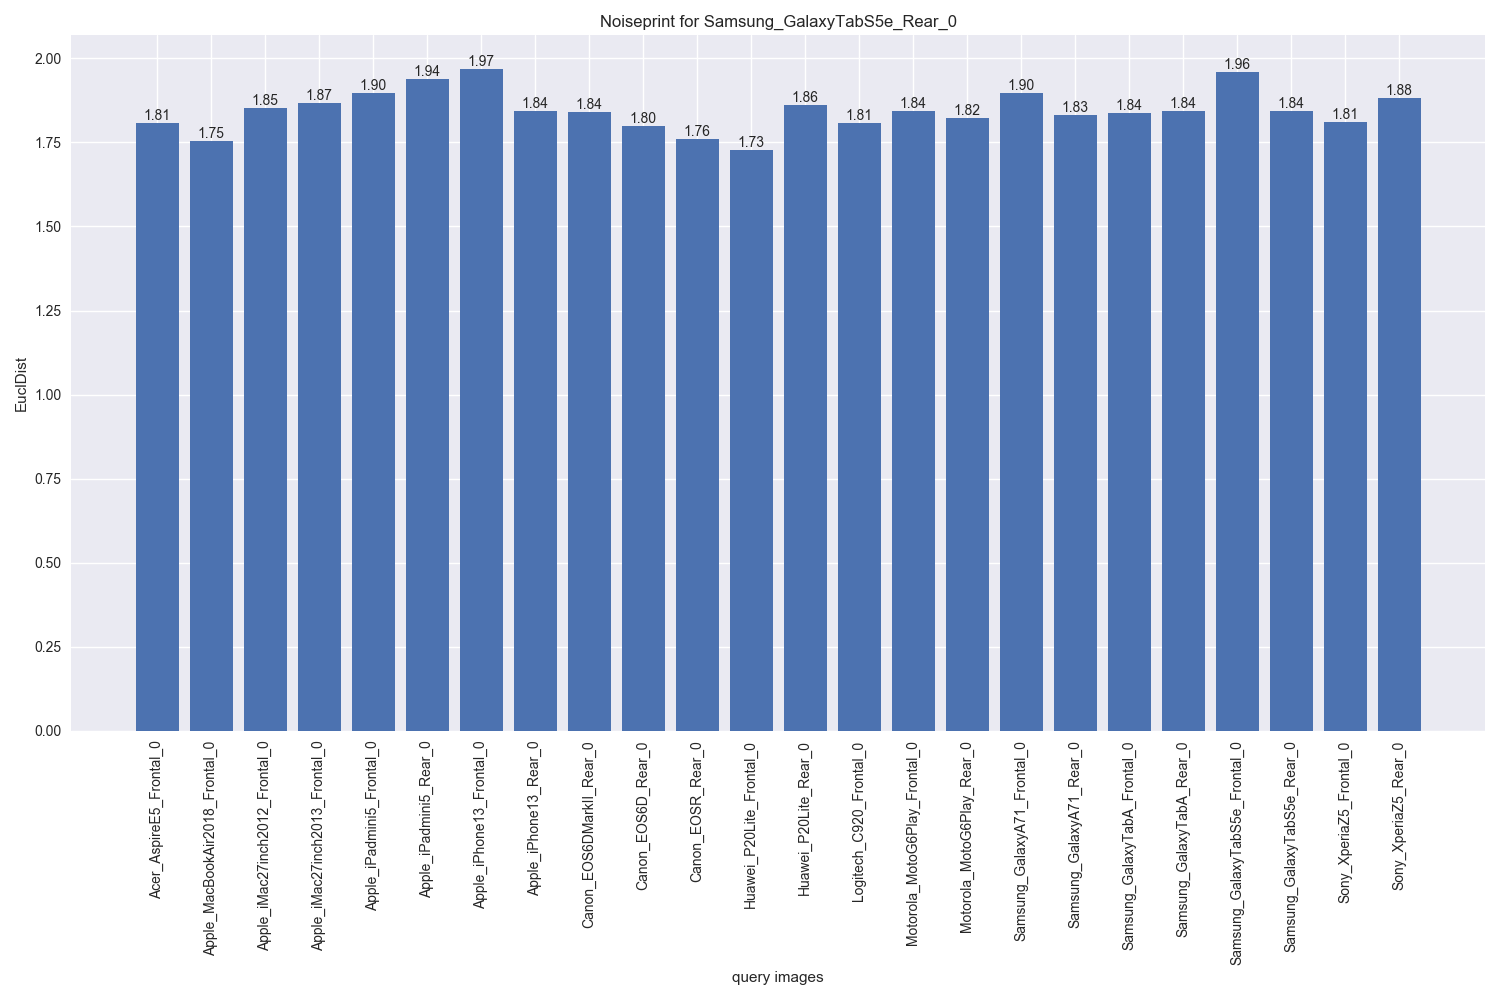 Noiseprint for Samsung_GalaxyTabS5e_Rear_0
EuclDist
2.00
1.75
1.50
1.25
1.00
0.75
0.50
0.25
0.00
1.81
1.75
1.85
1.87
1.90
1.94
1.97
1.84
1.84
1.80
1.76
1.73
1.86
1.81
1.84
1.82
1.90
1.83
1.84
1.84
1.96
1.84
1.81
1.88
Acer_AspireE5_Frontal_0
Apple_MacBookAir2018_Frontal_0
Apple_iMac27inch2012_Frontal_0
Apple_iMac27inch2013_Frontal_0
Apple_iPadmini5_Frontal_0
Apple_iPadmini5_Rear_0
Apple_iPhone13_Frontal_0
Apple_iPhone13_Rear_0
Canon_EOS6DMarkII_Rear_0
Canon_EOS6D_Rear_0
Canon_EOSR_Rear_0
Huawei_P20Lite_Frontal_0
Huawei_P20Lite_Rear_0
Logitech_C920_Frontal_0
Motorola_MotoG6Play_Frontal_0
Motorola_MotoG6Play_Rear_0
Samsung_GalaxyA71_Frontal_0
Samsung_GalaxyA71_Rear_0
Samsung_GalaxyTabA_Frontal_0
Samsung_GalaxyTabA_Rear_0
Samsung_GalaxyTabS5e_Frontal_0
Samsung_GalaxyTabS5e_Rear_0
Sony_XperiaZ5_Frontal_0
Sony_XperiaZ5_Rear_0
query images